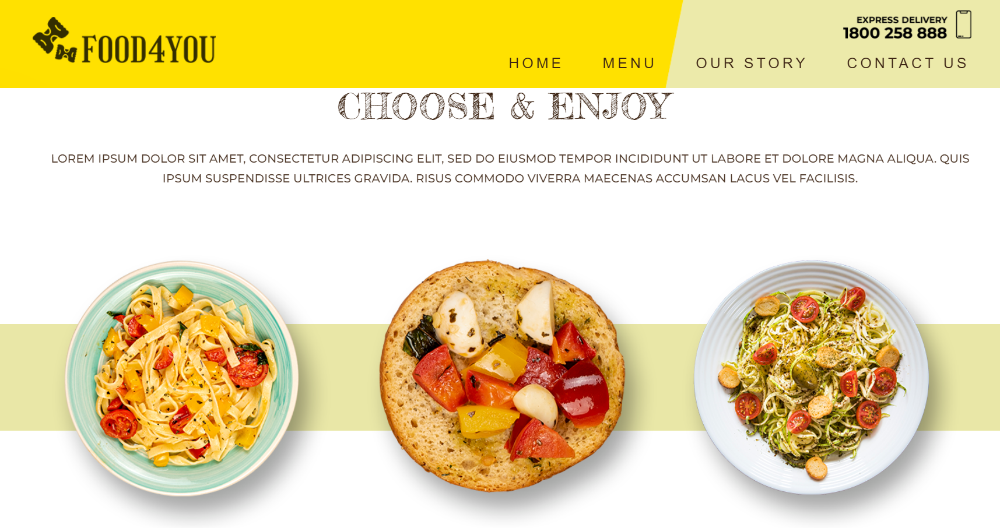 FOOD4YOU
EXPRESS DELIVERY
1800 258 888
HOME MENU OUR STORY CONTACT US
CHOOSE & ENJOY
LOREM IPSUM DOLOR SIT AMET, CONSECTETUR ADIPISCING ELIT, SED DO EIUSMOD TEMPOR INCIDIDUNT UT LABORE ET DOLORE MAGNA ALIQUA. QUIS
IPSUM SUSPENDISSE ULTRICES GRAVIDA. RISUS COMMODO VIVERRA MAECENAS ACCUMSAN LACUS VEL FACILISIS.